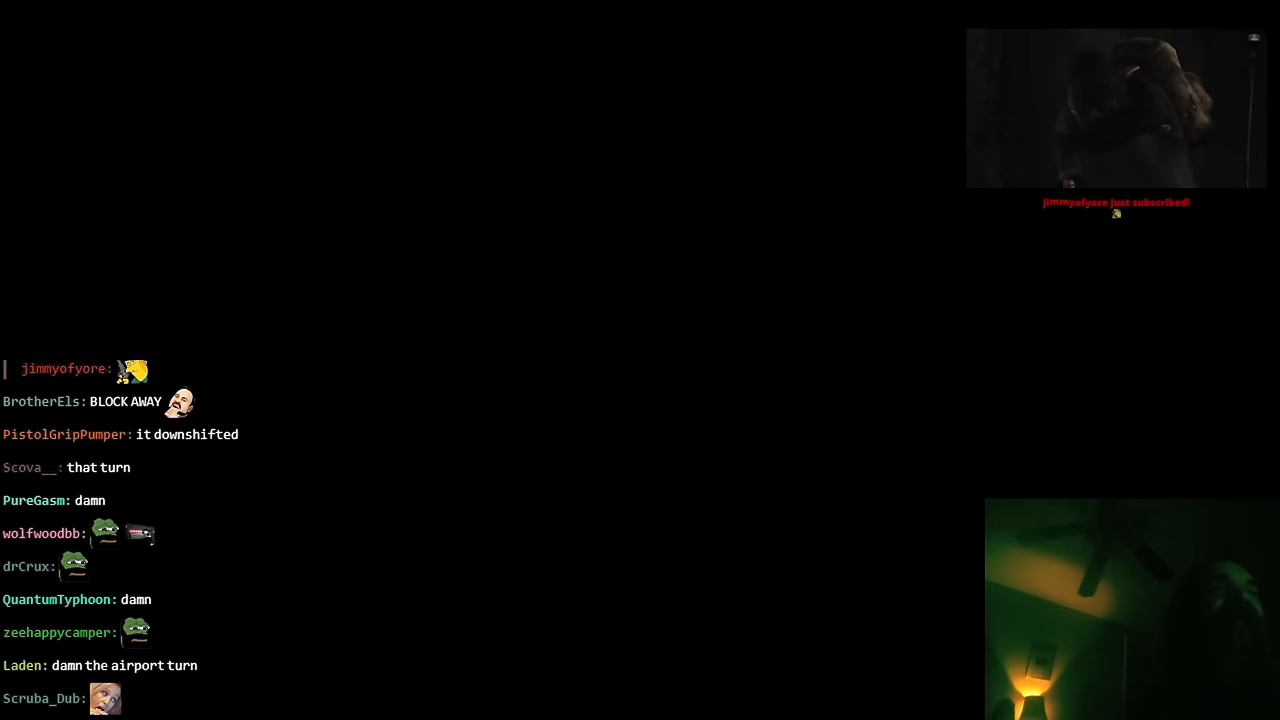 jimmyofyore just subscribed!
jimmyofyore:
BrotherEls: BLOCK AWAY
PistolGripPumper: it downshifted
Scova__: that turn
PureGasm: damn
wolfwoodbb:
drCrux:
QuantumTyphoon: damn
zeehappycamper:
Laden: damn the airport turn
Scruba_Dub: